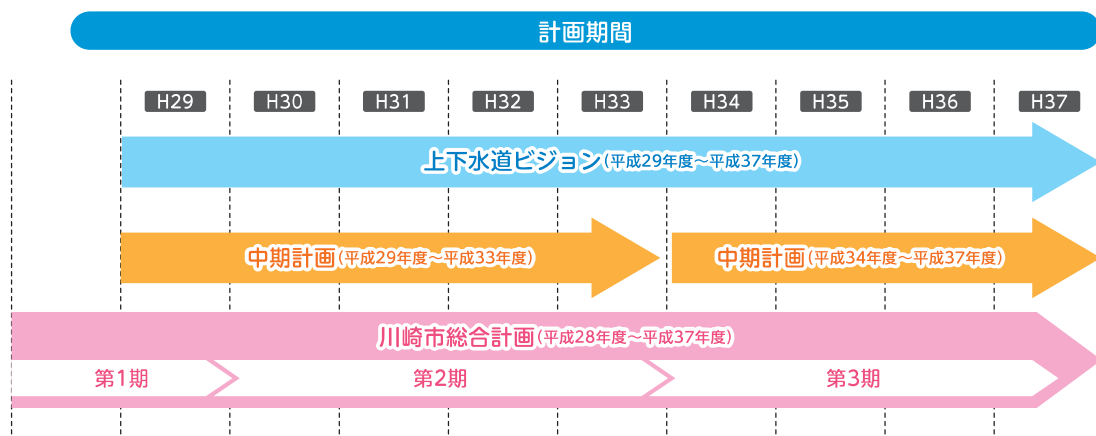 計画期間
H29 H30 H31 H32 H33 H34 H35 H36 H37
上下水道ビジョン(平成29年度〜平成37年度)
中期計画(平成29年度〜平成33年度) 中期計画(平成34年度〜平成37年度)
川崎市総合計画(平成28年度〜平成37年度)
第1期 第2期 第3期